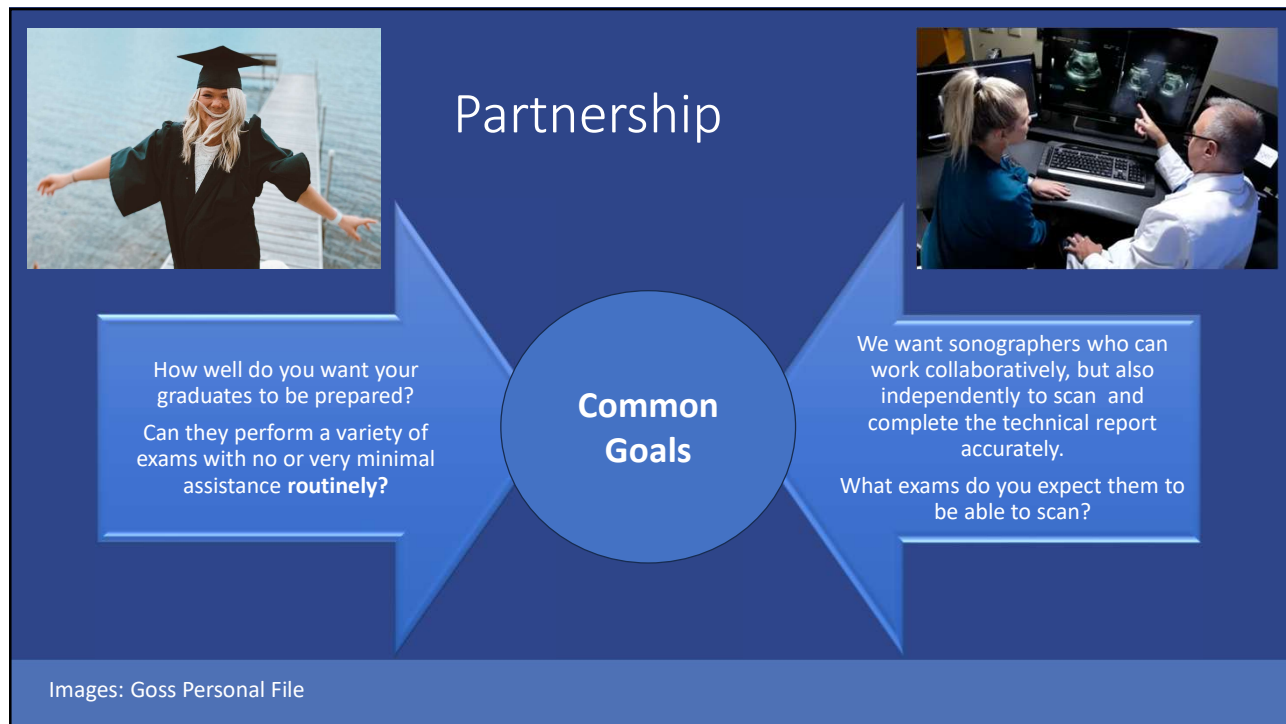 Partnership
How well do you want your
graduates to be prepared?
Can they perform a variety of
exams with no or very minimal
assistance routinely?
Common
Goals
We want sonographers who can
work collaboratively, but also
independently to scan  and
complete the technical report
accurately.
What exams do you expect them to
be able to scan?
Images: Goss Personal File